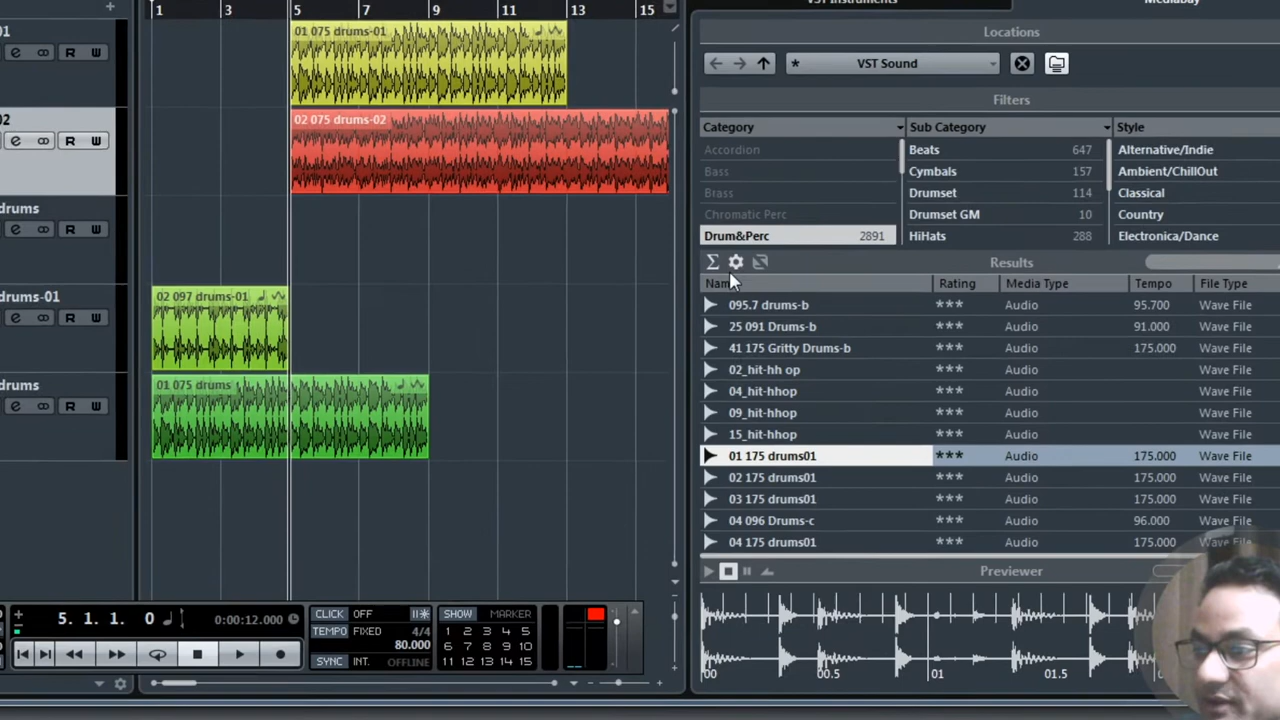 1 3 5 7 9 11 13 15
Locations
VST Sound
Filters
Category Sub Category Style
Accordion Beats 647 Alternative/Indie
Bass Cymbals 157 Ambient/ChillOut
Brass Drumset 114 Classical
Chromatic Perc Drumset GM 10 Country
Drum&Perc 2891 HiHats 288 Electronica/Dance
Results
Name Rating Media Type Tempo File Type
095.7 drums-b *** Audio 95.700 Wave File
25 091 Drums-b *** Audio 91.000 Wave File
41 175 Gritty Drums-b *** Audio 175.000 Wave File
02_hit-hh op *** Audio Wave File
04_hit-hhop *** Audio Wave File
09_hit-hhop *** Audio Wave File
15_hit-hhop *** Audio Wave File
01 175 drums01 *** Audio 175.000 Wave File
02 175 drums01 *** Audio 175.000 Wave File
03 175 drums01 *** Audio 175.000 Wave File
04 096 Drums-c *** Audio 96.000 Wave File
04 175 drums01 *** Audio 175.000 Wave File
Previewer
00 00.5 01 01.5
01 075 drums-01
02 e R W
02 075 drums-02
drums
e R W
drums-01
e R W
02 097 drums-01
drums
e R W
01 075 drums
5. 1. 1. 0 0:00:12.000
CLICK OFF
TEMPO FIXED 4/4
80.000
SYNC INT. OFFLINE
SHOW MARKER
1 2 3 4 5
6 7 8 9 10
11 12 13 14 15